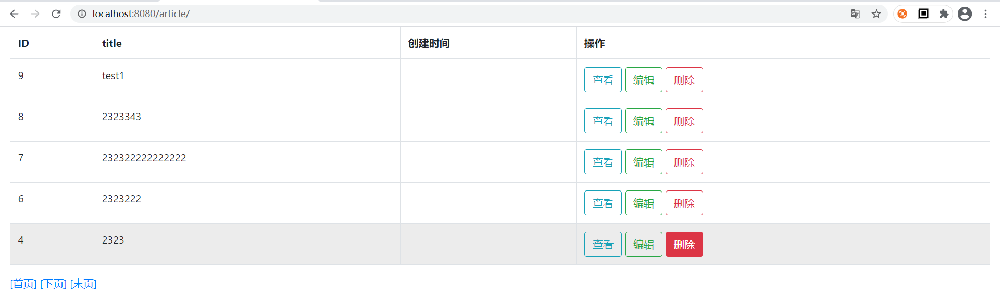 localhost:8080/article/
ID title 创建时间 操作
9 test1 查看 编辑 删除
8 2323343 查看 编辑 删除
7 232322222222222 查看 编辑 删除
6 2323222 查看 编辑 删除
4 2323 查看 编辑 删除
[首页] [下页] [末页]